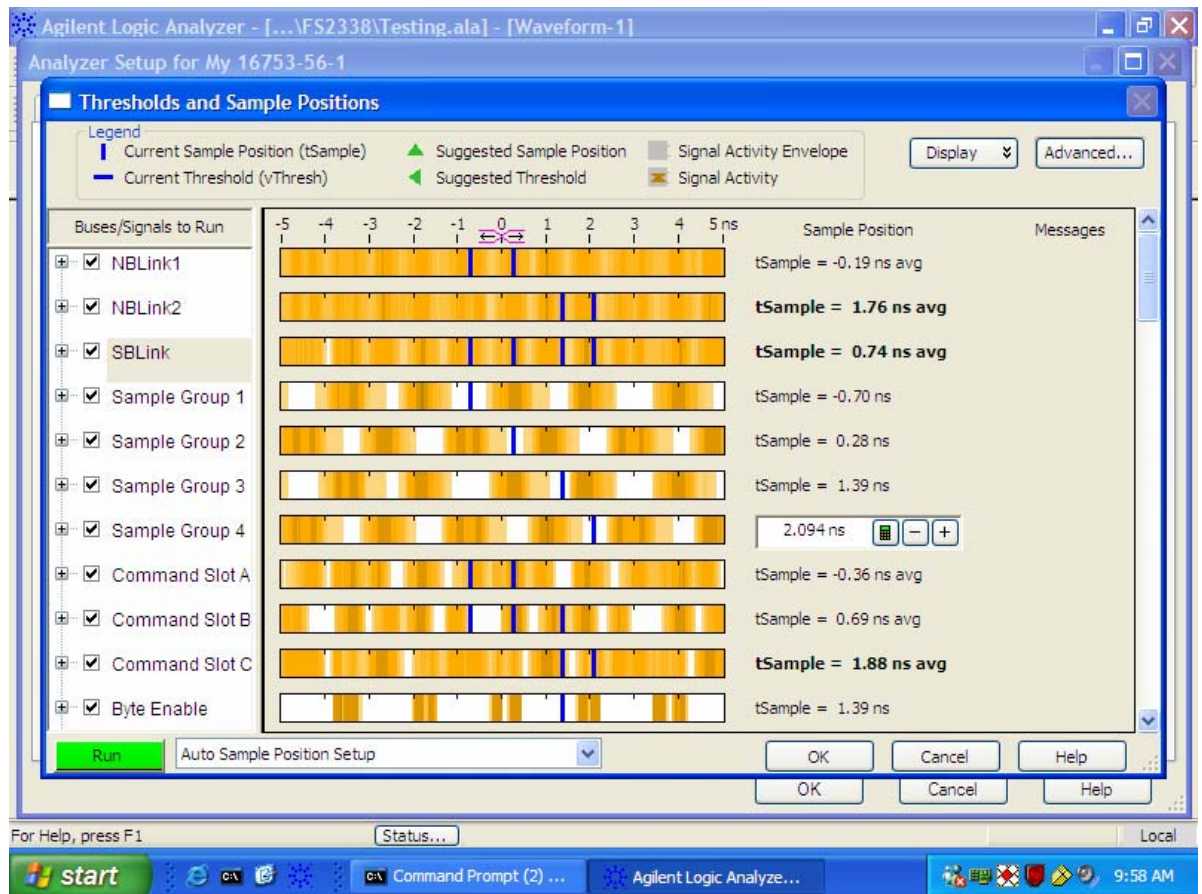 Agilent Logic Analyzer - [...\FS2338\Testing.ala] - [Waveform-1]
Analyzer Setup for My 16753-56-1
Thresholds and Sample Positions
Legend
Current Sample Position (tSample)
Suggested Sample Position
Signal Activity Envelope
Current Threshold (vThresh)
Suggested Threshold
Signal Activity
Display
Advanced...
Buses/Signals to Run
-5 -4 -3 -2 -1 0 1 2 3 4 5 ns
Sample Position
Messages
NBLink1
tSample = -0.19 ns avg
NBLink2
tSample = 1.76 ns avg
SBLink
tSample = 0.74 ns avg
Sample Group 1
tSample = -0.70 ns
Sample Group 2
tSample = 0.28 ns
Sample Group 3
tSample = 1.39 ns
Sample Group 4
2.094 ns
Command Slot A
tSample = -0.36 ns avg
Command Slot B
tSample = 0.69 ns avg
Command Slot C
tSample = 1.88 ns avg
Byte Enable
tSample = 1.39 ns
Run
Auto Sample Position Setup
OK
Cancel
Help
OK
Cancel
Help
For Help, press F1
Status...
Local
start
Command Prompt (2) ...
Agilent Logic Analyze...
9:58 AM